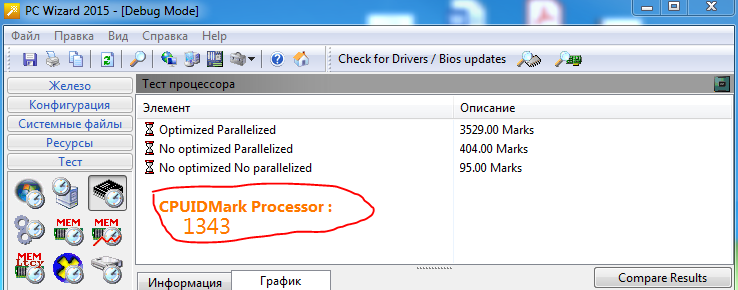 PC Wizard 2015 - [Debug Mode]
Файл Правка Вид Справка Help
Check for Drivers / Bios updates
Железо
Конфигурация
Системные файлы
Ресурсы
Тест
Тест процессора
Элемент Описание
Optimized Parallelized 3529.00 Marks
No optimized Parallelized 404.00 Marks
No optimized No parallelized 95.00 Marks
CPUIDMark Processor :
1343
MEM MEM
MEM
Ltcy
Информация График Compare Results